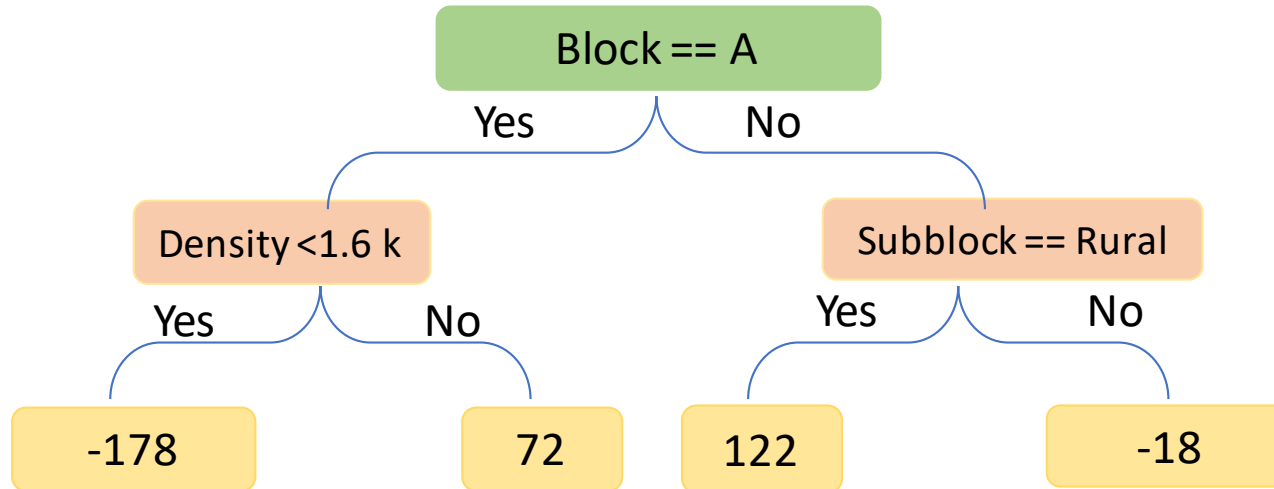 Block == A
Yes
No
Density <1.6 k
Subblock == Rural
Yes
No
Yes
No
-178
72
122
-18